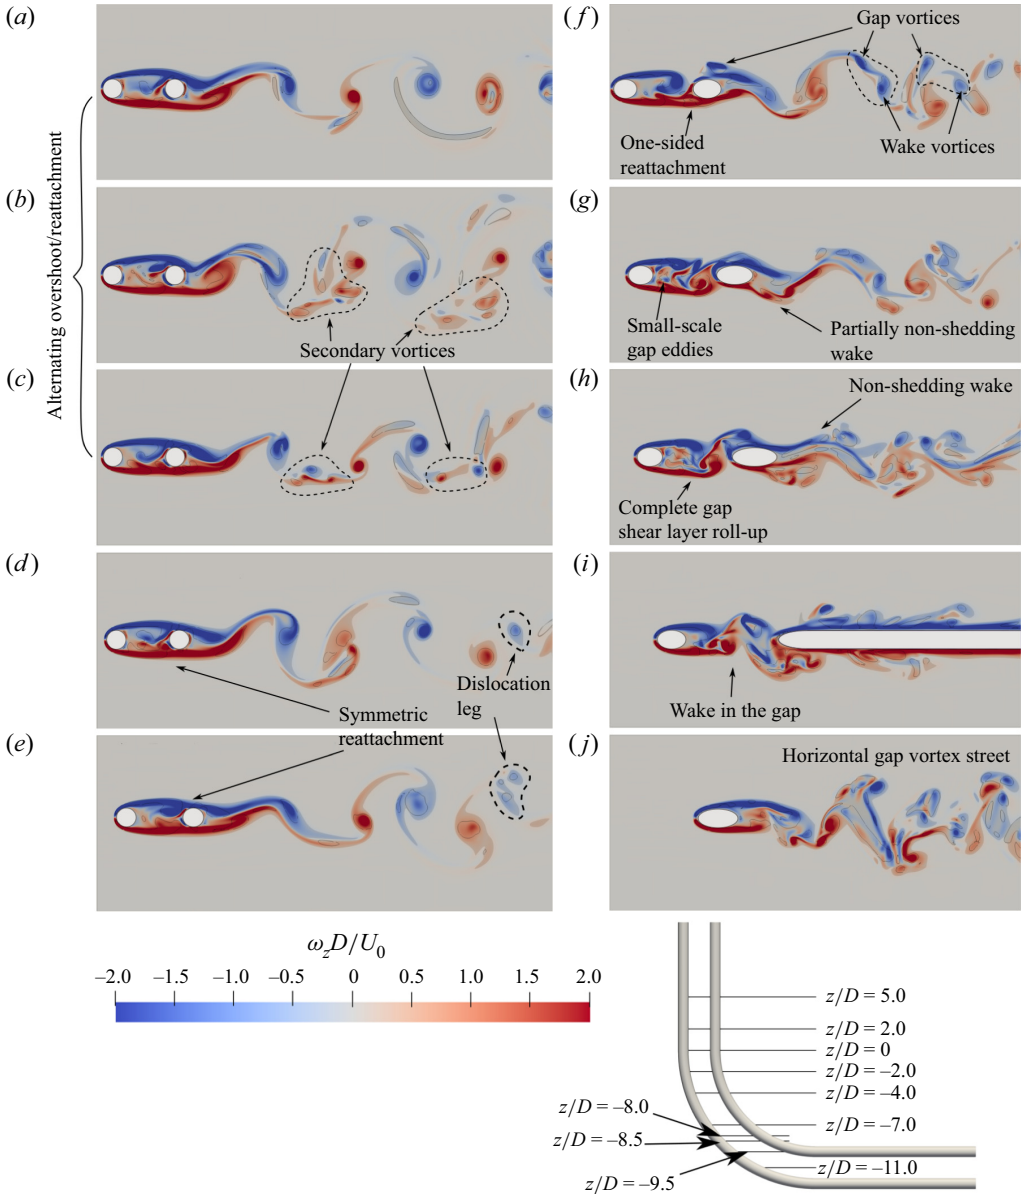 (a)
(b)
(c)
(d)
(e)
Alternating overshoot/reattachment
Secondary vortices
Symmetric
reattachment
Dislocation
leg
(f)
Gap vortices
One-sided
reattachment
Wake vortices
(g)
Small-scale
gap eddies
Partially non-shedding
wake
(h)
Non-shedding wake
Complete gap
shear layer roll-up
(i)
Wake in the gap
(j)
Horizontal gap vortex street
ω_zD/U_0
–2.0 –1.5 –1.0 –0.5 0 0.5 1.0 1.5 2.0
z/D = 5.0
z/D = 2.0
z/D = 0
z/D = –2.0
z/D = –4.0
z/D = –7.0
z/D = –8.0
z/D = –8.5
z/D = –9.5
z/D = –11.0